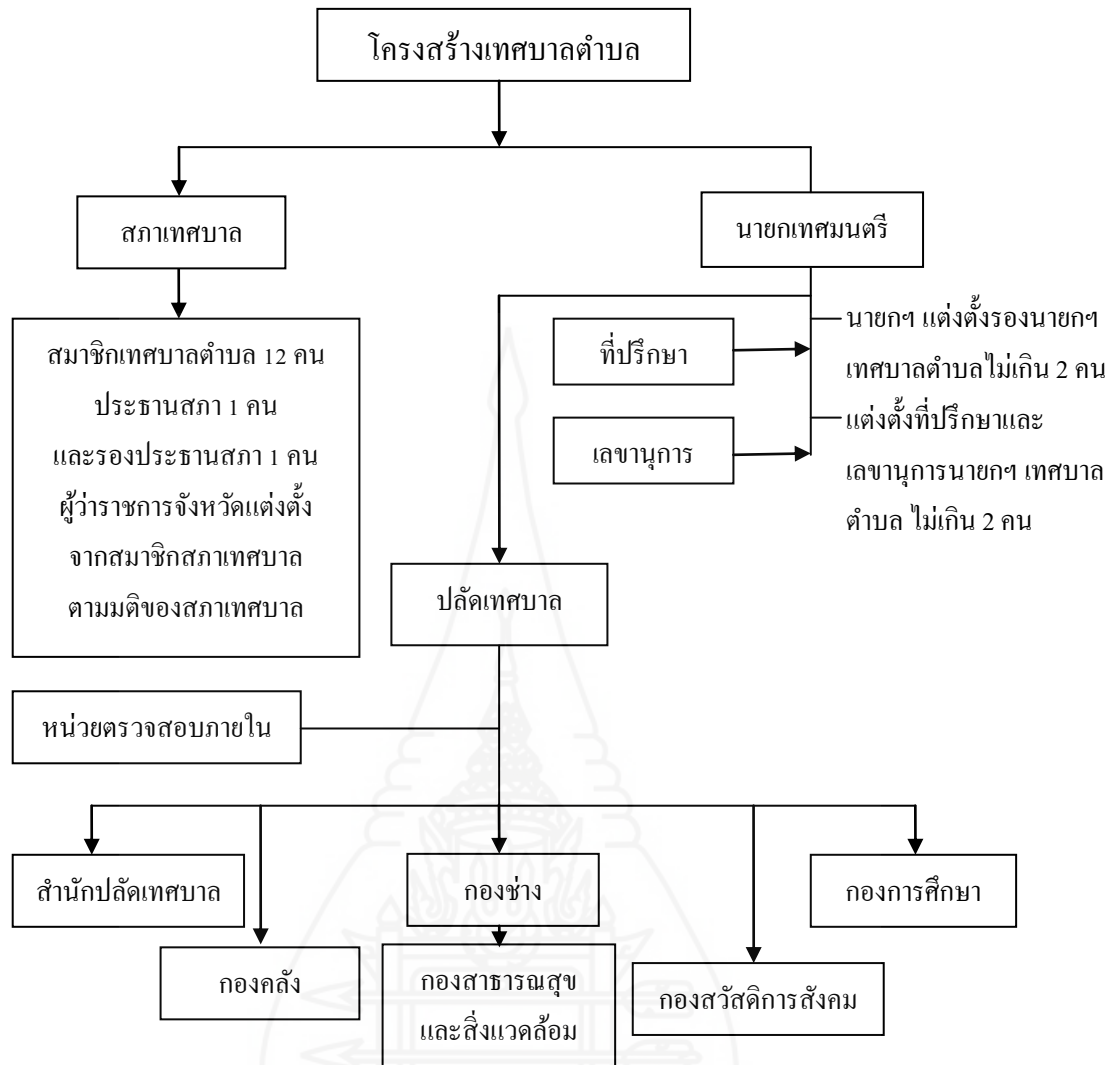 โครงสร้างเทศบาลตำบล
สภาเทศบาล
นายกเทศมนตรี
สมาชิกเทศบาลตำบล 12 คน
ประธานสภา 1 คน
และรองประธานสภา 1 คน
ผู้ว่าราชการจังหวัดแต่งตั้ง
จากสมาชิกสภาเทศบาล
ตามมติของสภาเทศบาล
ที่ปรึกษา
เลขานุการ
นายกฯ แต่งตั้งรองนายกฯ
เทศบาลตำบลไม่เกิน 2 คน
แต่งตั้งที่ปรึกษาและ
เลขานุการนายกฯ เทศบาล
ตำบล ไม่เกิน 2 คน
ปลัดเทศบาล
หน่วยตรวจสอบภายใน
สำนักปลัดเทศบาล
กองช่าง
กองการศึกษา
กองคลัง
กองสาธารณสุข
และสิ่งแวดล้อม
กองสวัสดิการสังคม